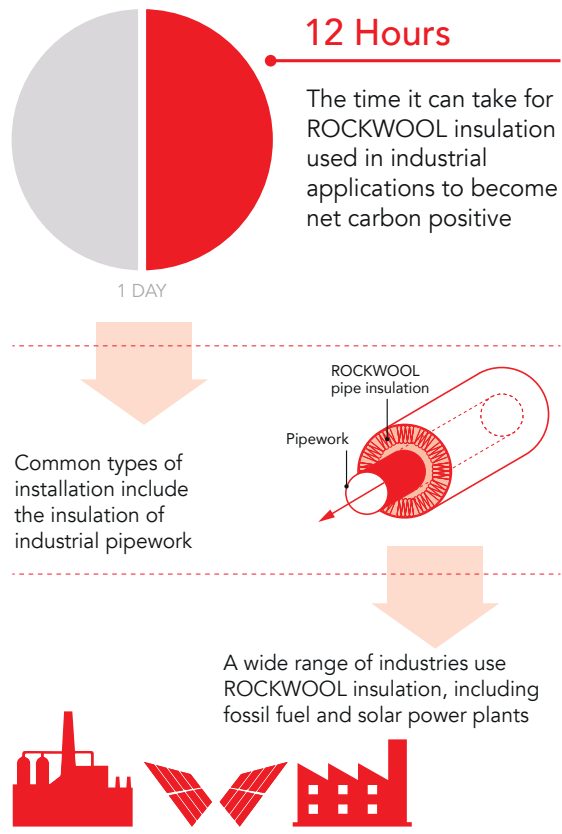 12 Hours
The time it can take for
ROCKWOOL insulation
used in industrial
applications to become
net carbon positive
1 DAY
ROCKWOOL
pipe insulation
Pipework
Common types of
installation include
the insulation of
industrial pipework
A wide range of industries use
ROCKWOOL insulation, including
fossil fuel and solar power plants